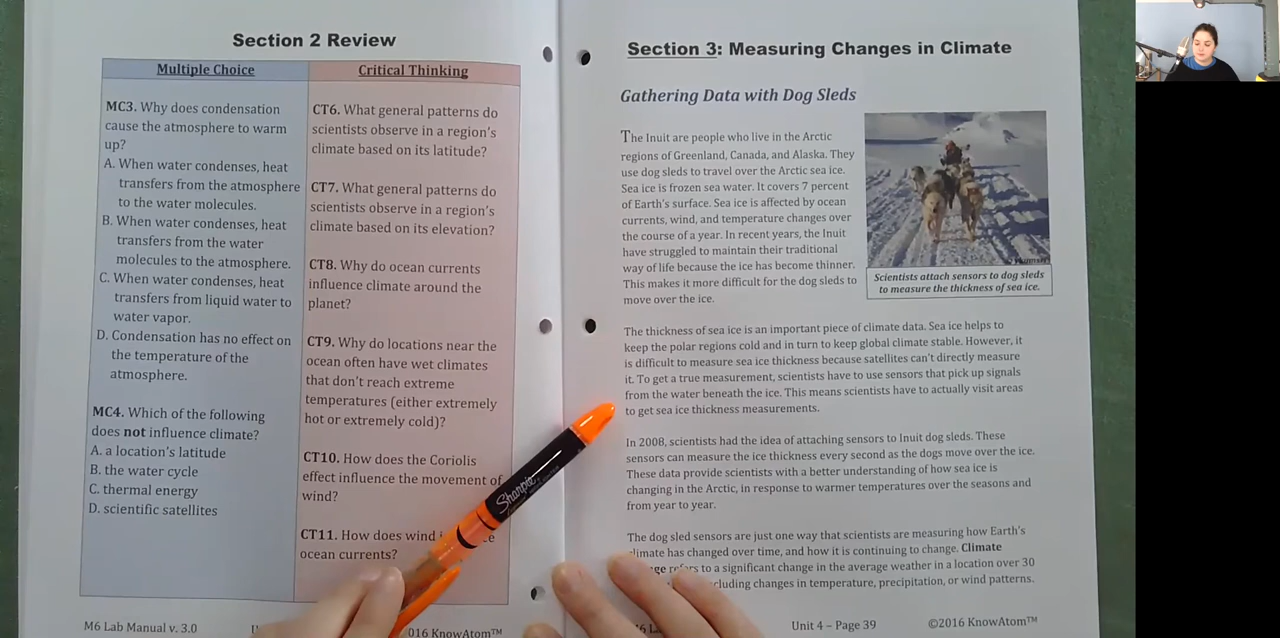 Section 2 Review
Multiple Choice
MC3. Why does condensation
cause the atmosphere to warm
up?
A. When water condenses, heat
transfers from the atmosphere
to the water molecules.
B. When water condenses, heat
transfers from the water
molecules to the atmosphere.
C. When water condenses, heat
transfers from liquid water to
water vapor.
D. Condensation has no effect on
the temperature of the
atmosphere.
MC4. Which of the following
does not influence climate?
A. a location's latitude
B. the water cycle
C. thermal energy
D. scientific satellites
Critical Thinking
CT6. What general patterns do
scientists observe in a region's
climate based on its latitude?
CT7. What general patterns do
scientists observe in a region's
climate based on its elevation?
CT8. Why do ocean currents
influence climate around the
planet?
CT9. Why do locations near the
ocean often have wet climates
that don't reach extreme
temperatures (either extremely
hot or extremely cold)?
CT10. How does the Coriolis
effect influence the movement of
wind?
CT11. How does wind
ocean currents?
M6 Lab Manual v. 3.0
016 KnowAtom™
Section 3: Measuring Changes in Climate
Gathering Data with Dog Sleds
The Inuit are people who live in the Arctic
regions of Greenland, Canada, and Alaska. They
use dog sleds to travel over the Arctic sea ice.
Sea ice is frozen sea water. It covers 7 percent
of Earth's surface. Sea ice is affected by ocean
currents, wind, and temperature changes over
the course of a year. In recent years, the Inuit
have struggled to maintain their traditional
way of life because the ice has become thinner.
This makes it more difficult for the dog sleds to
move over the ice.
Scientists attach sensors to dog sleds
to measure the thickness of sea ice.
The thickness of sea ice is an important piece of climate data. Sea ice helps to
keep the polar regions cold and in turn to keep global climate stable. However, it
is difficult to measure sea ice thickness because satellites can't directly measure
it. To get a true measurement, scientists have to use sensors that pick up signals
from the water beneath the ice. This means scientists have to actually visit areas
to get sea ice thickness measurements.
In 2008, scientists had the idea of attaching sensors to Inuit dog sleds. These
sensors can measure the ice thickness every second as the dogs move over the ice.
These data provide scientists with a better understanding of how sea ice is
changing in the Arctic, in response to warmer temperatures over the seasons and
from year to year.
The dog sled sensors are just one way that scientists are measuring how Earth's
climate has changed over time, and how it is continuing to change. Climate
refers to a significant change in the average weather in a location over 30
cluding changes in temperature, precipitation, or wind patterns.
Unit 4 – Page 39
©2016 KnowAtom™
Sharpie